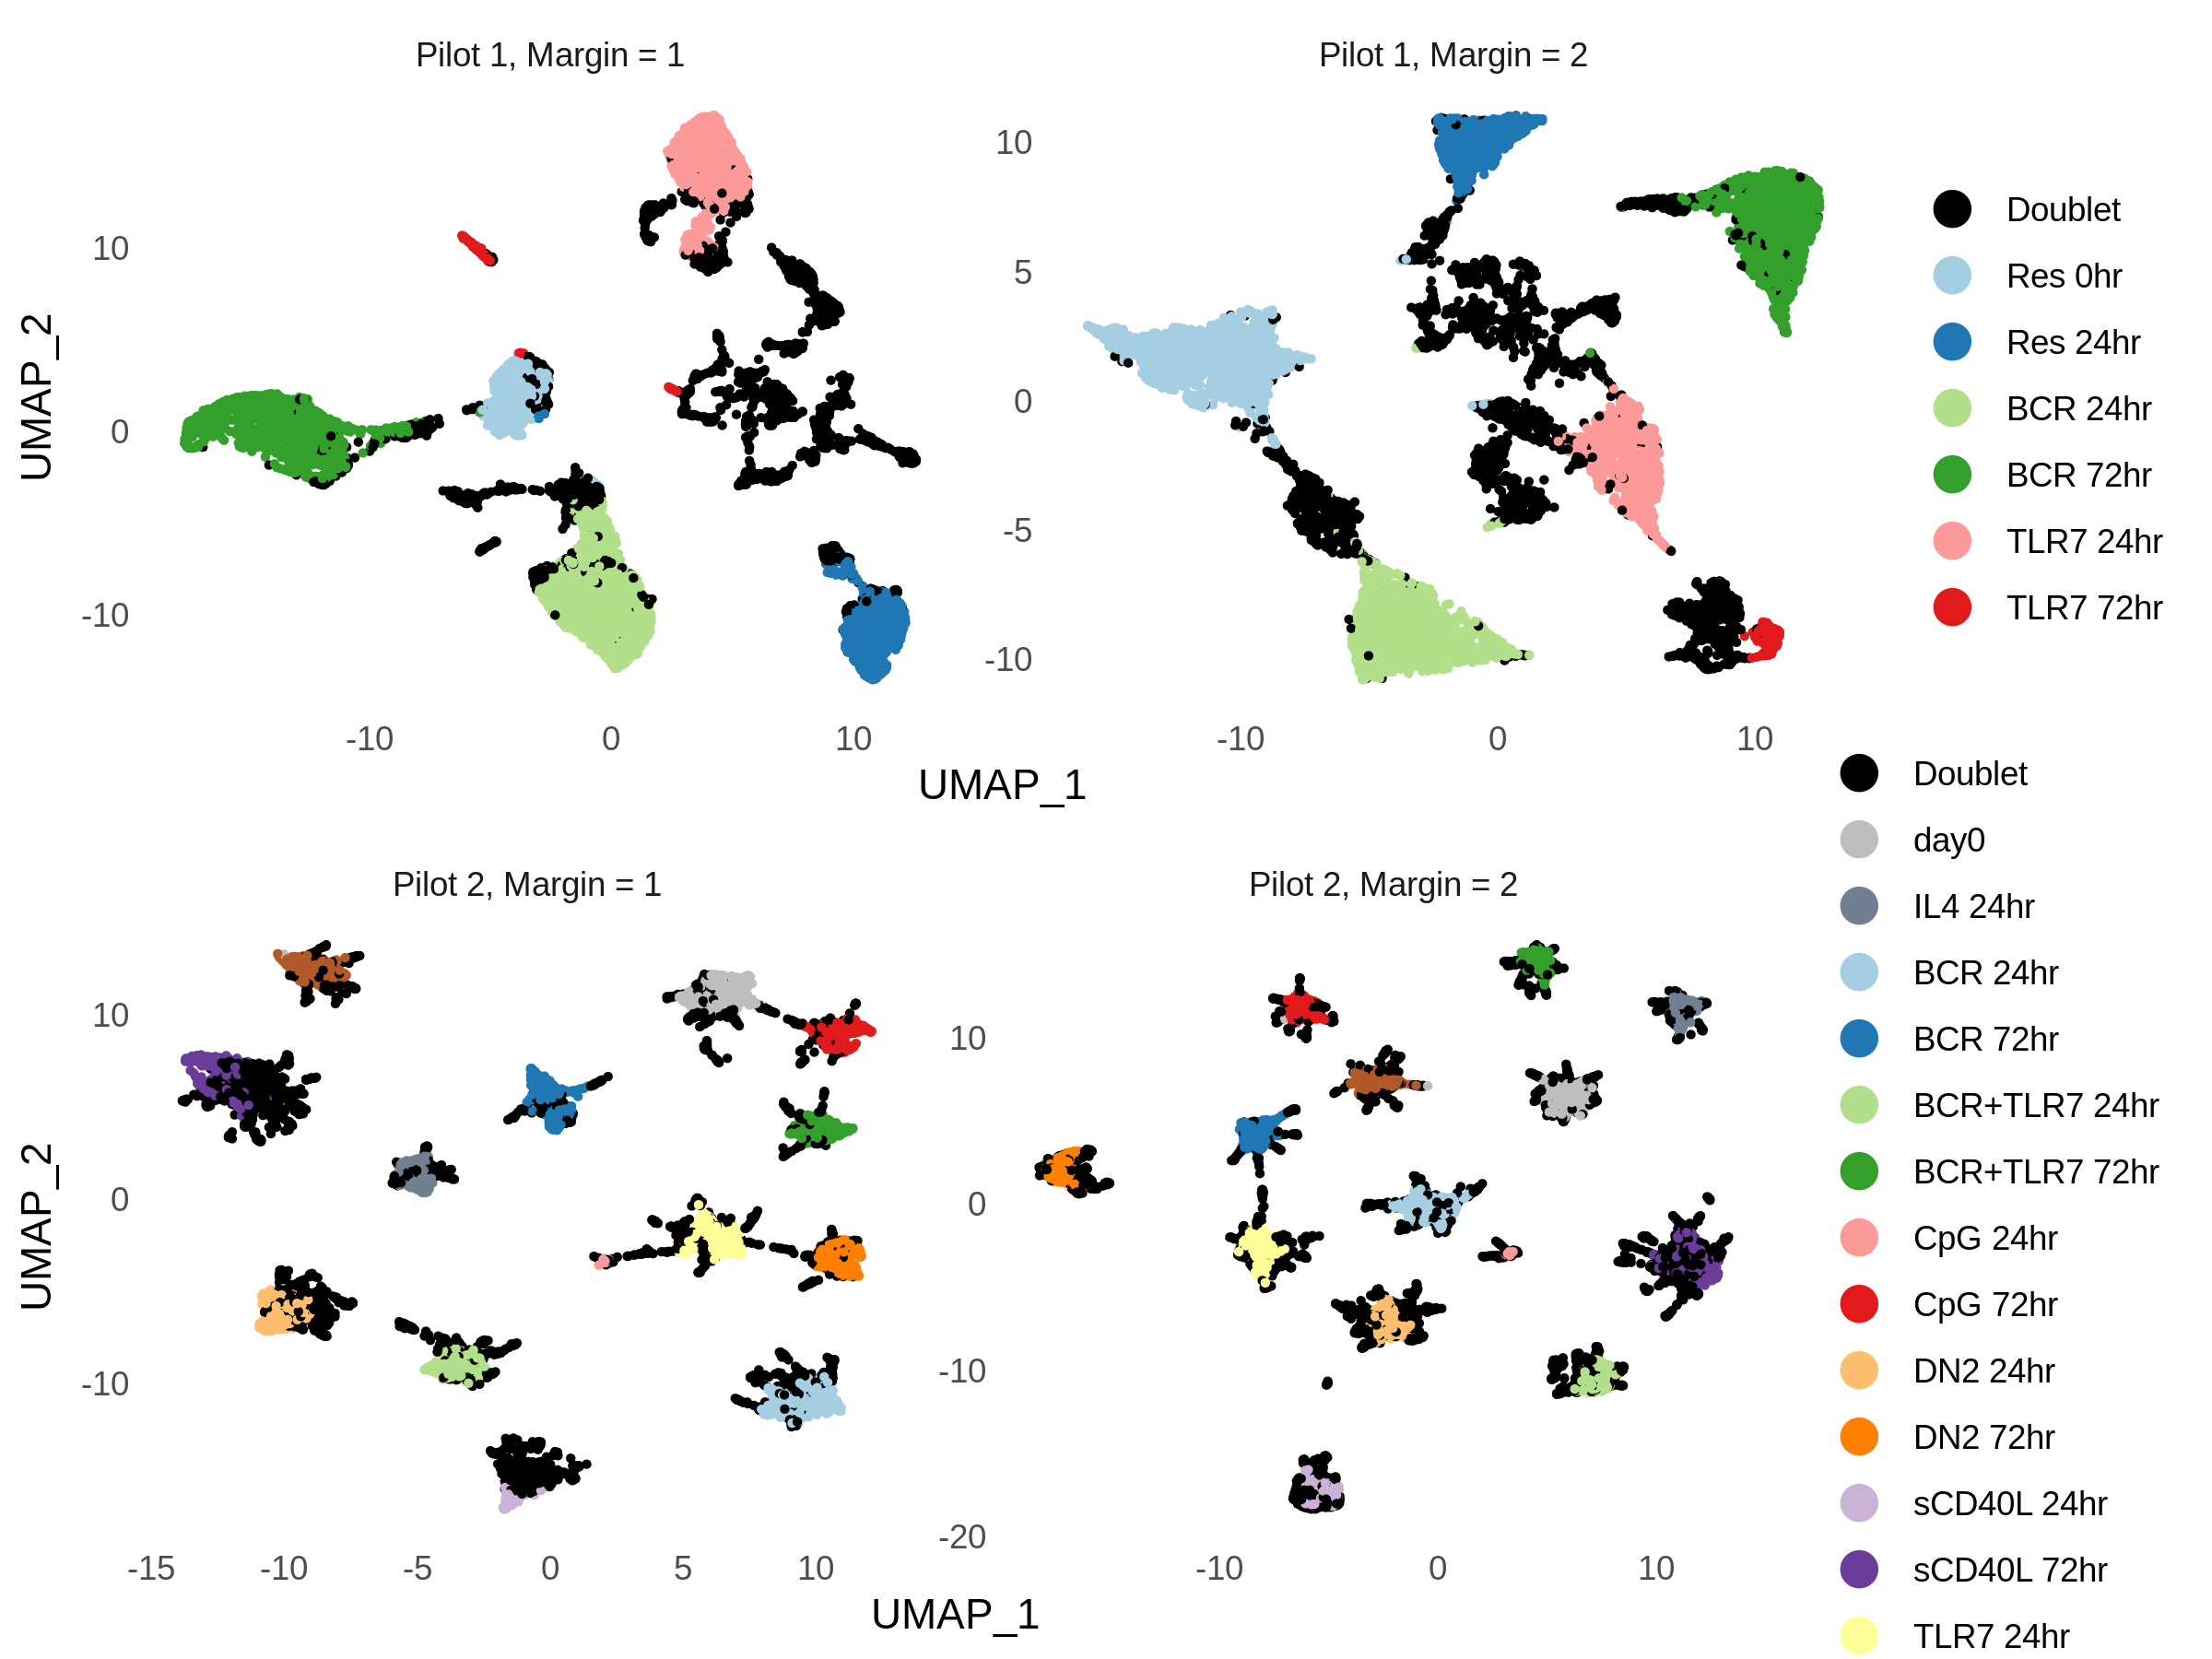 Pilot 1, Margin = 1
Pilot 1, Margin = 2
10
0
-10
UMAP_2
-10
0
10
10
5
0
-5
-10
-10
0
10
UMAP_1
Doublet
Res 0hr
Res 24hr
BCR 24hr
BCR 72hr
TLR7 24hr
TLR7 72hr
Pilot 2, Margin = 1
Pilot 2, Margin = 2
10
0
-10
UMAP_2
-15
-10
-5
0
5
10
10
0
-10
-20
-10
0
10
UMAP_1
Doublet
day0
IL4 24hr
BCR 24hr
BCR 72hr
BCR+TLR7 24hr
BCR+TLR7 72hr
CpG 24hr
CpG 72hr
DN2 24hr
DN2 72hr
sCD40L 24hr
sCD40L 72hr
TLR7 24hr